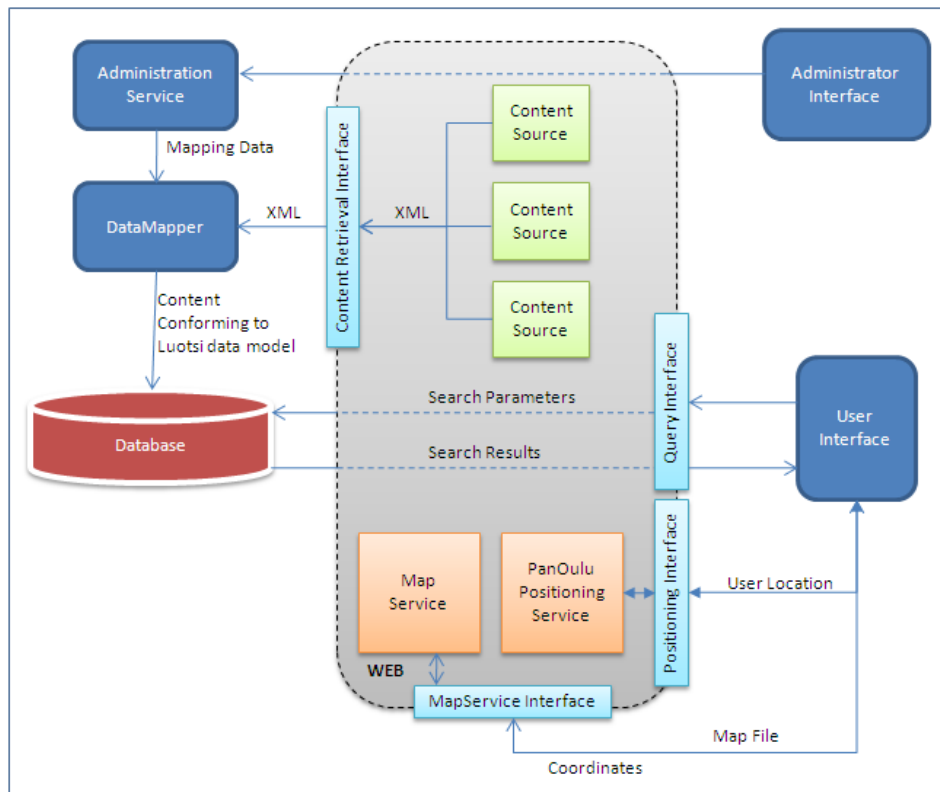 Administration
Service
Administrator
Interface
Mapping Data
Content
Source
Content Retrieval Interface
XML
XML
DataMapper
Content
Source
Content
Source
Content
Conforming to
Luotsi data model
Query Interface
Search Parameters
User
Interface
Database
Search Results
Map
Service
PanOulu
Positioning
Service
Positioning Interface
User Location
WEB
MapService Interface
Map File
Coordinates